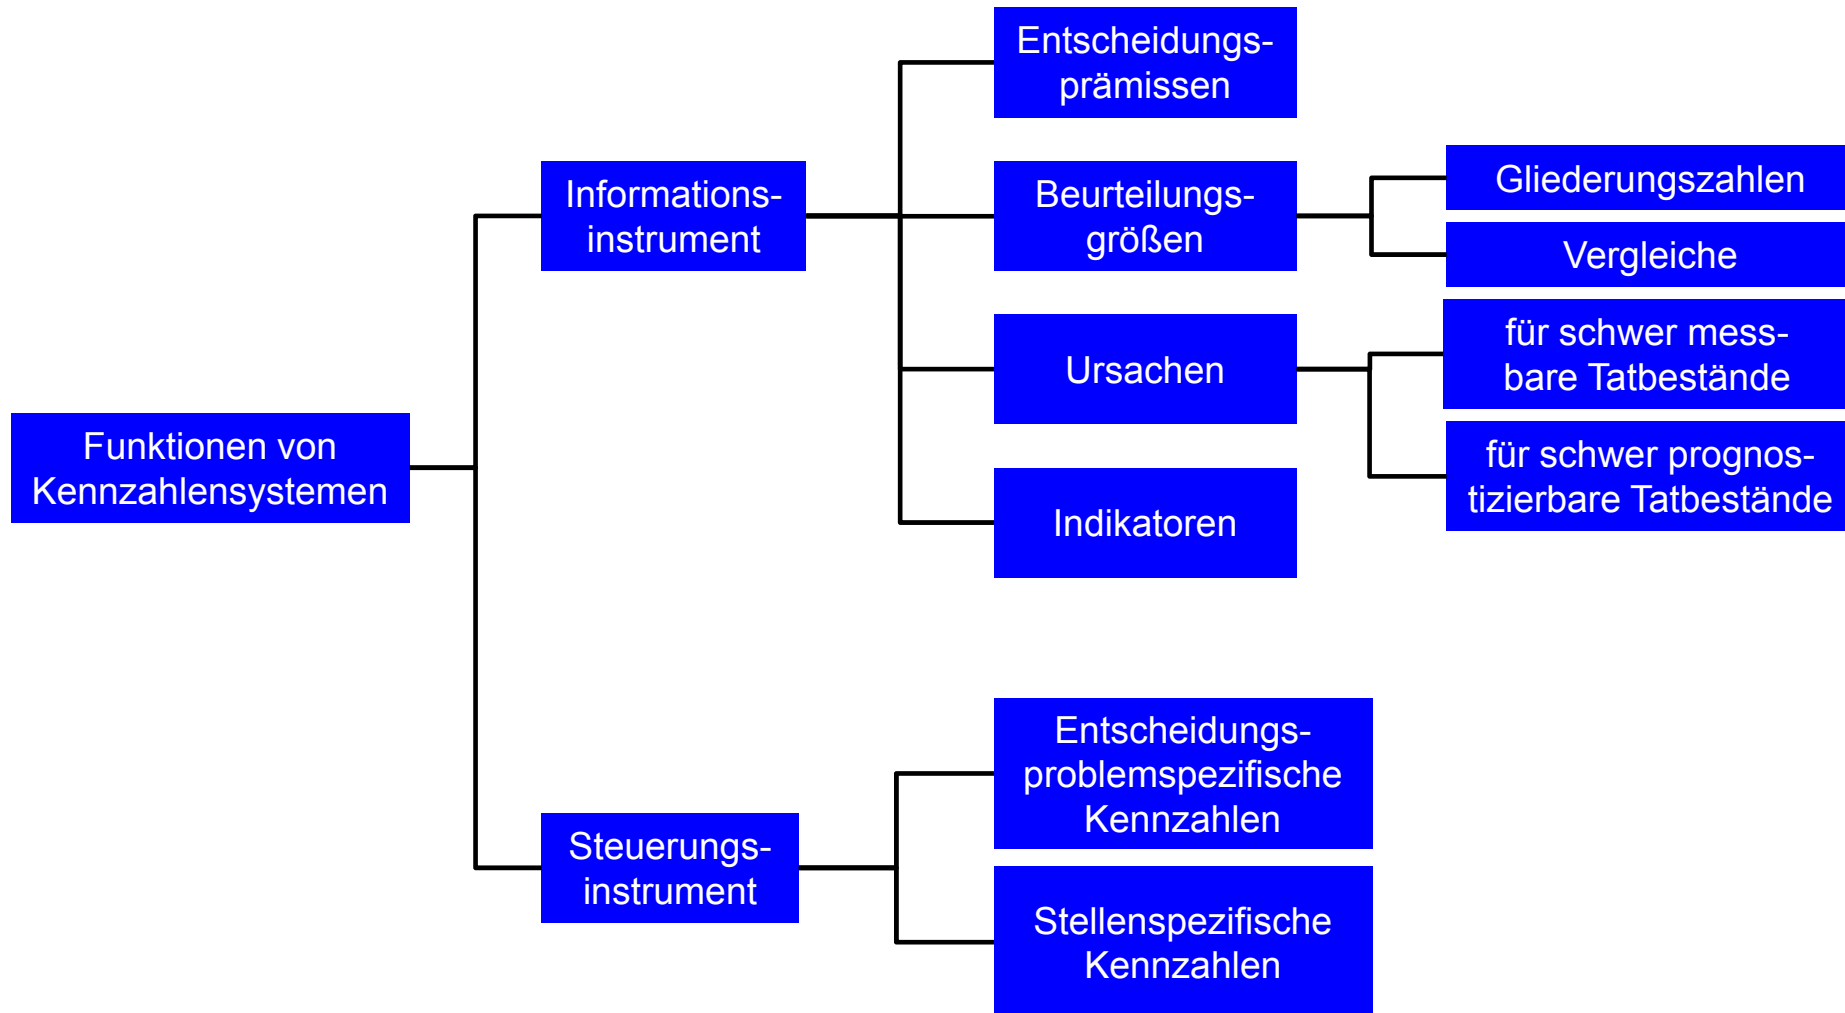 Funktionen von
Kennzahlensystemen
Informations-
instrument
Entscheidungs-
prämissen
Beurteilungs-
größen
Gliederungszahlen
Vergleiche
Ursachen
für schwer mess-
bare Tatbestände
für schwer prognos-
tizierbare Tatbestände
Indikatoren
Steuerungs-
instrument
Entscheidungs-
problemspezifische
Kennzahlen
Stellenspezifische
Kennzahlen